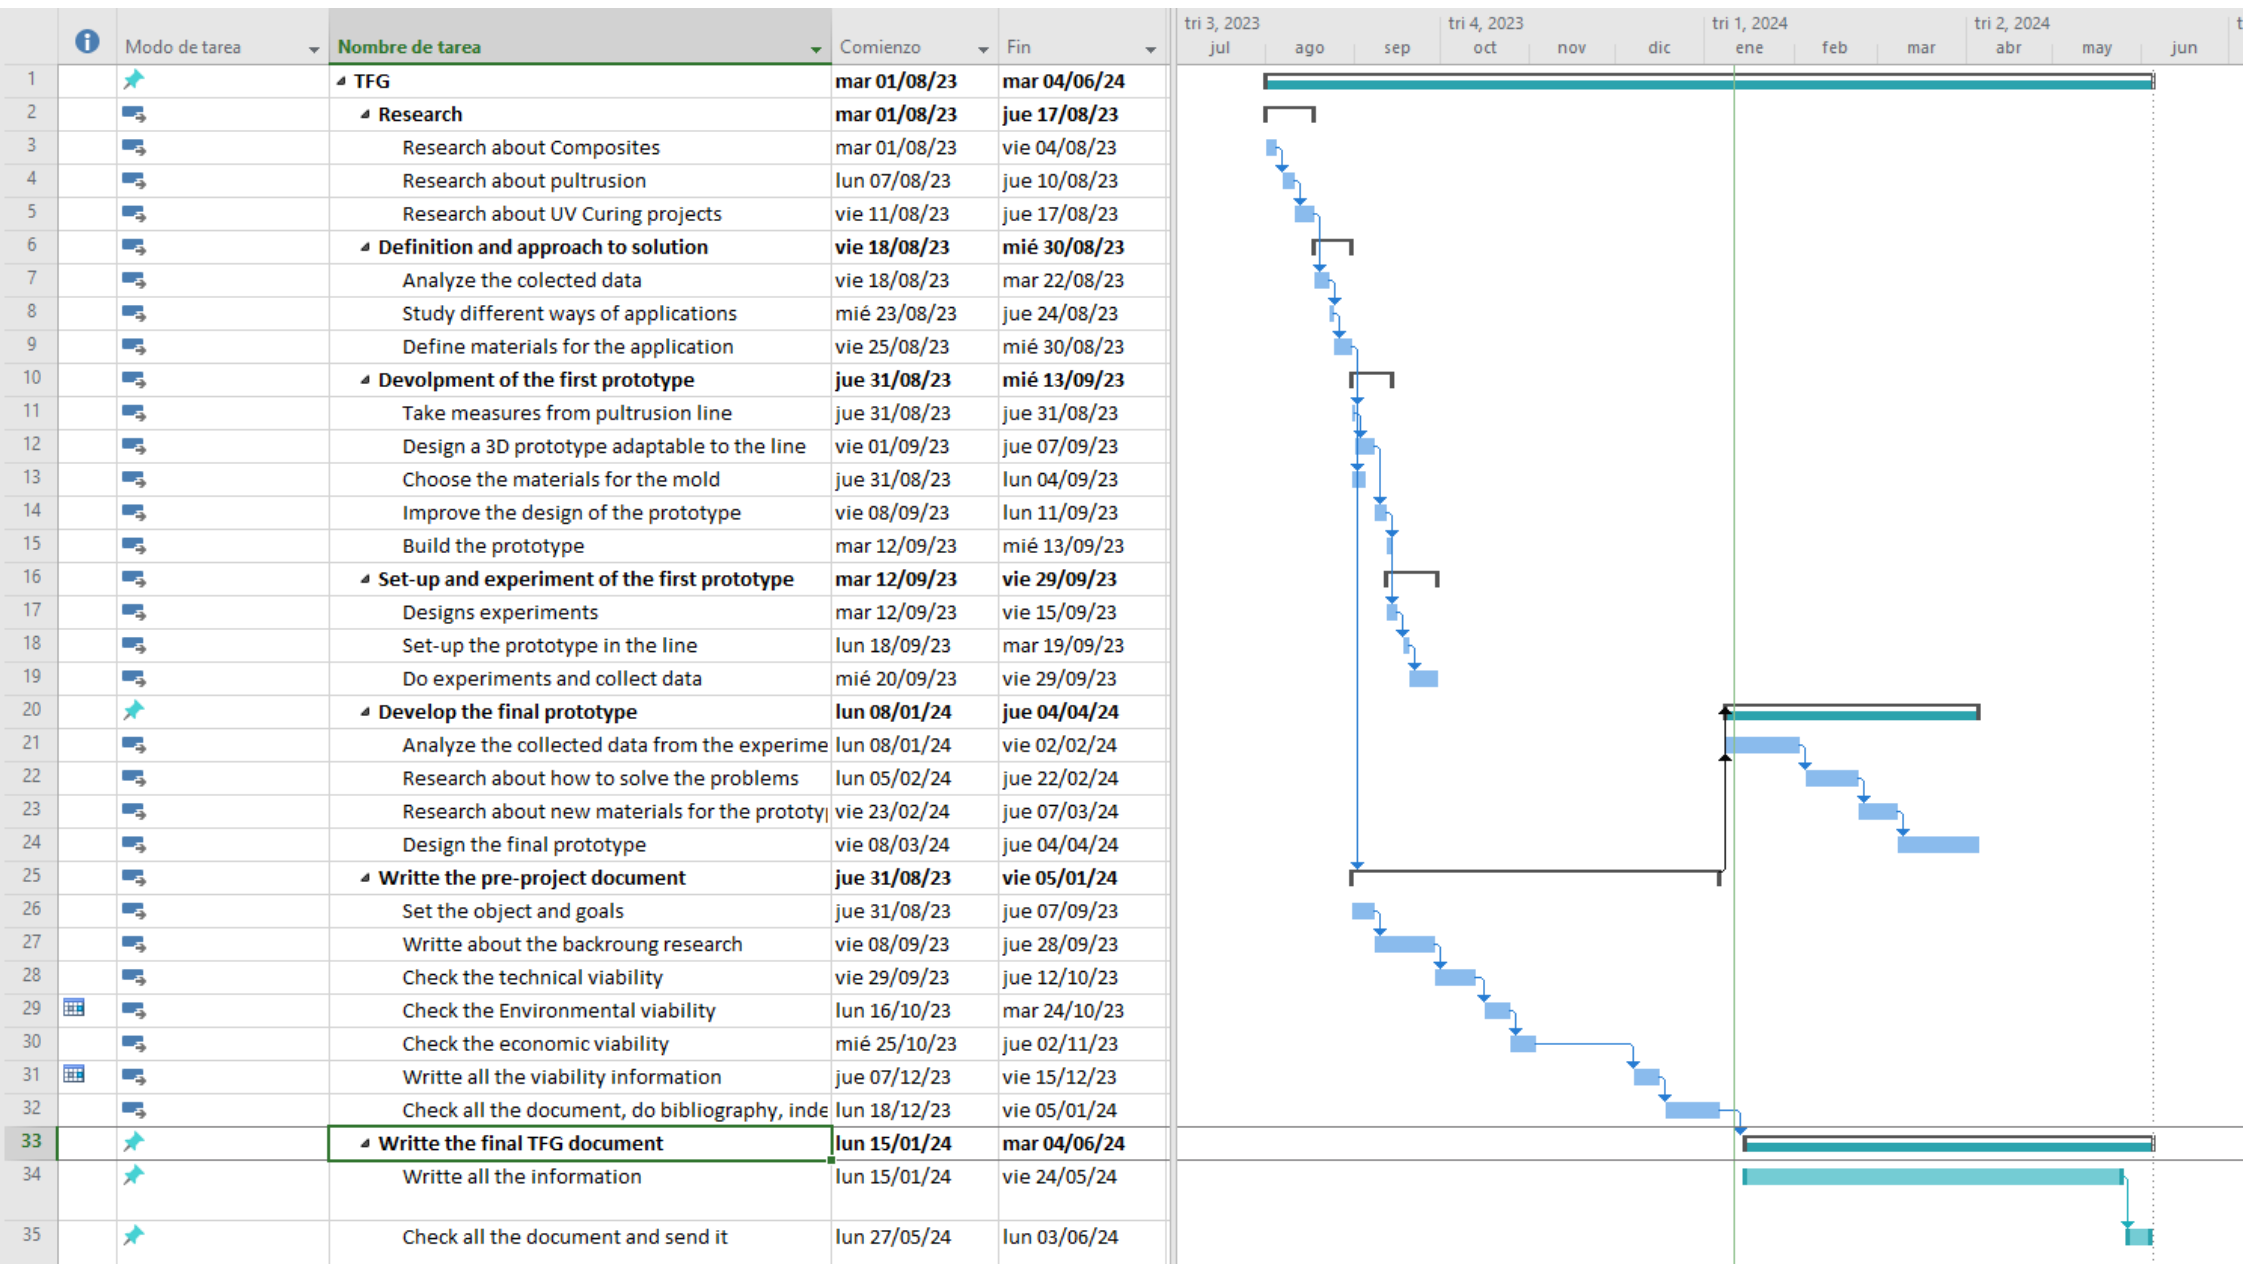 tri 3, 2023 tri 4, 2023 tri 1, 2024 tri 2, 2024
Modo de tarea Nombre de tarea Comienzo Fin jul ago sep oct nov dic ene feb mar abr may jun
1 TFG mar 01/08/23 mar 04/06/24
2 Research mar 01/08/23 jue 17/08/23
3 Research about Composites mar 01/08/23 vie 04/08/23
4 Research about pultrusion lun 07/08/23 jue 10/08/23
5 Research about UV Curing projects vie 11/08/23 jue 17/08/23
6 Definition and approach to solution vie 18/08/23 mié 30/08/23
7 Analyze the colected data vie 18/08/23 mar 22/08/23
8 Study different ways of applications mié 23/08/23 jue 24/08/23
9 Define materials for the application vie 25/08/23 mié 30/08/23
10 Devolpment of the first prototype jue 31/08/23 mié 13/09/23
11 Take measures from pultrusion line jue 31/08/23 jue 31/08/23
12 Design a 3D prototype adaptable to the line vie 01/09/23 jue 07/09/23
13 Choose the materials for the mold jue 31/08/23 lun 04/09/23
14 Improve the design of the prototype vie 08/09/23 lun 11/09/23
15 Build the prototype mar 12/09/23 mié 13/09/23
16 Set-up and experiment of the first prototype mar 12/09/23 vie 29/09/23
17 Designs experiments mar 12/09/23 vie 15/09/23
18 Set-up the prototype in the line lun 18/09/23 mar 19/09/23
19 Do experiments and collect data mié 20/09/23 vie 29/09/23
20 Develop the final prototype lun 08/01/24 jue 04/04/24
21 Analyze the collected data from the experime lun 08/01/24 vie 02/02/24
22 Research about how to solve the problems lun 05/02/24 jue 22/02/24
23 Research about new materials for the prototy vie 23/02/24 jue 07/03/24
24 Design the final prototype vie 08/03/24 jue 04/04/24
25 Writte the pre-project document jue 31/08/23 vie 05/01/24
26 Set the object and goals jue 31/08/23 jue 07/09/23
27 Writte about the backroung research vie 08/09/23 jue 28/09/23
28 Check the technical viability vie 29/09/23 jue 12/10/23
29 Check the Environmental viability lun 16/10/23 mar 24/10/23
30 Check the economic viability mié 25/10/23 jue 02/11/23
31 Writte all the viability information jue 07/12/23 vie 15/12/23
32 Check all the document, do bibliography, inde lun 18/12/23 vie 05/01/24
33 Writte the final TFG document lun 15/01/24 mar 04/06/24
34 Writte all the information lun 15/01/24 vie 24/05/24
35 Check all the document and send it lun 27/05/24 lun 03/06/24